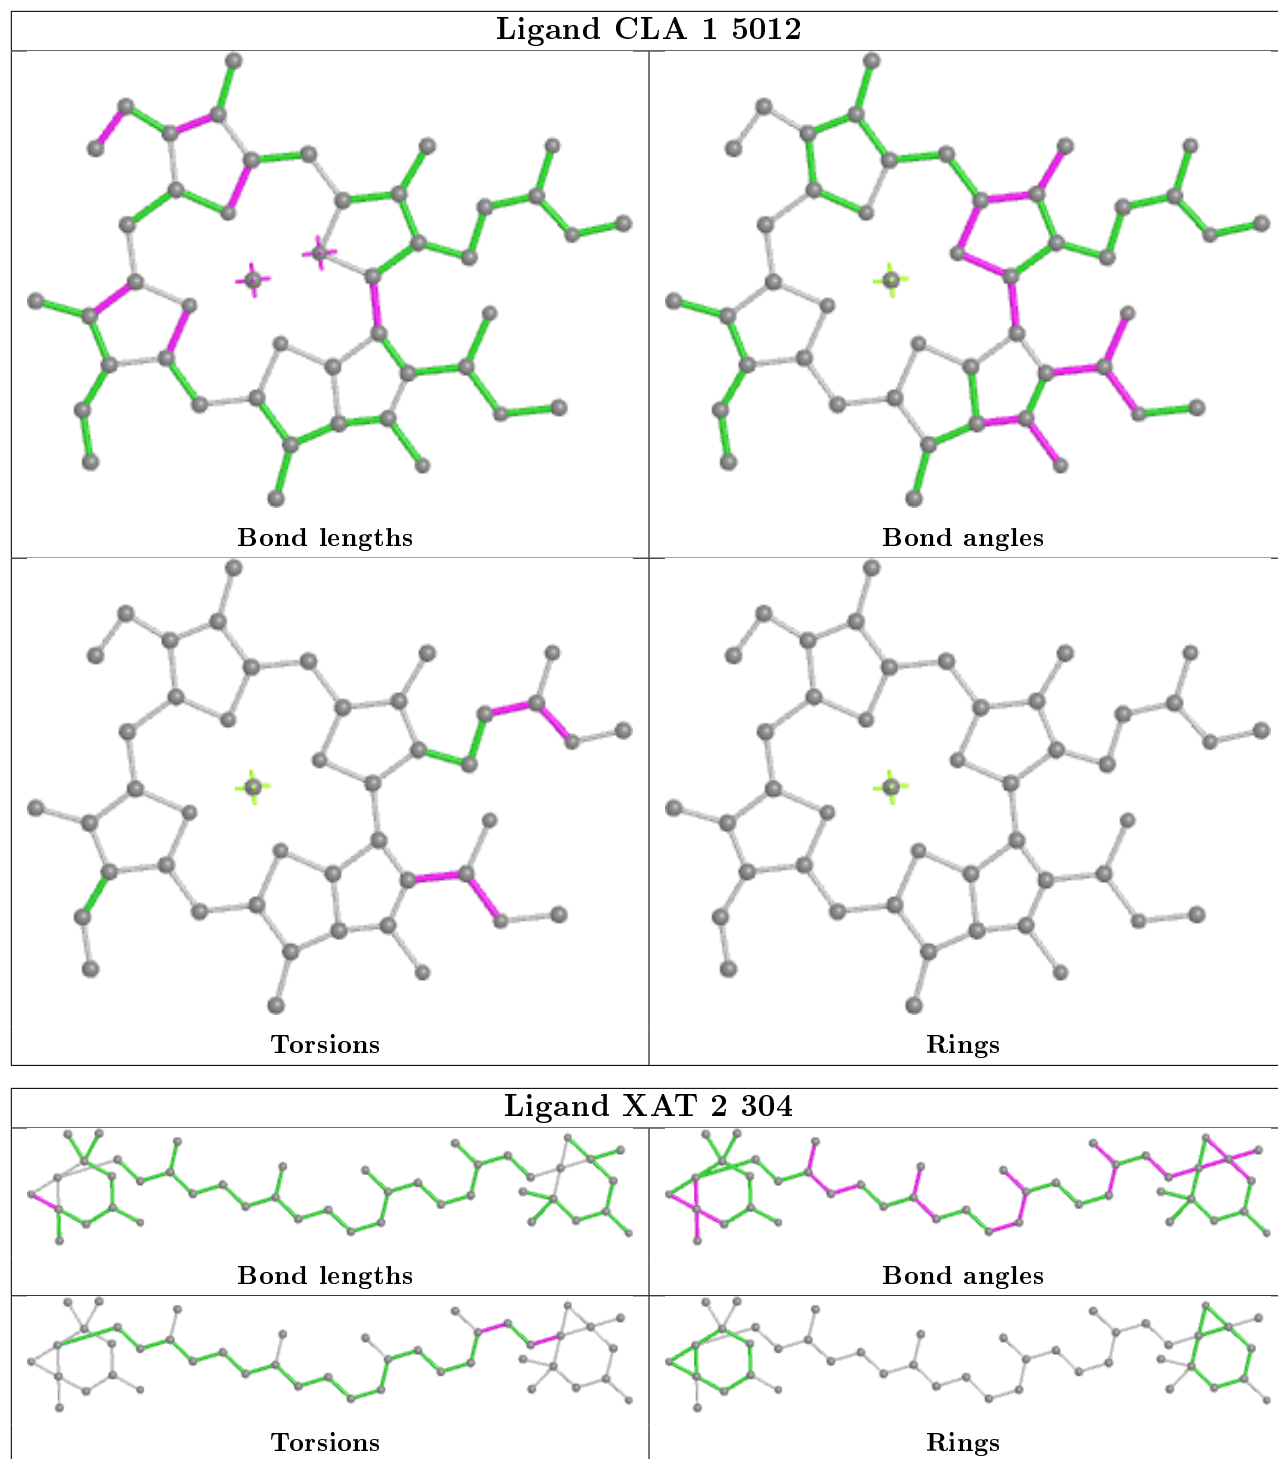 Ligand CLA 1 5012
Bond lengths
Bond angles
Torsions
Rings
Ligand XAT 2 304
Bond lengths
Bond angles
Torsions
Rings